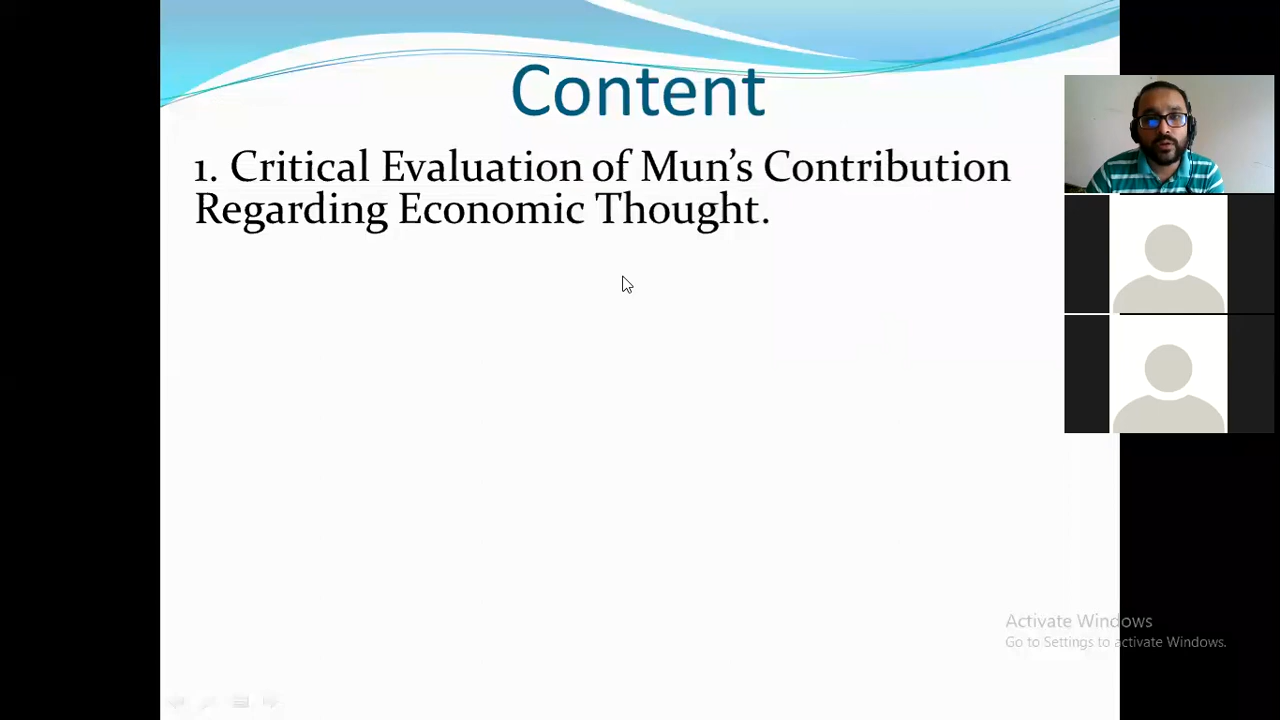 Content
1. Critical Evaluation of Mun’s Contribution
Regarding Economic Thought.
Activate Windows
Go to Settings to activate Windows.